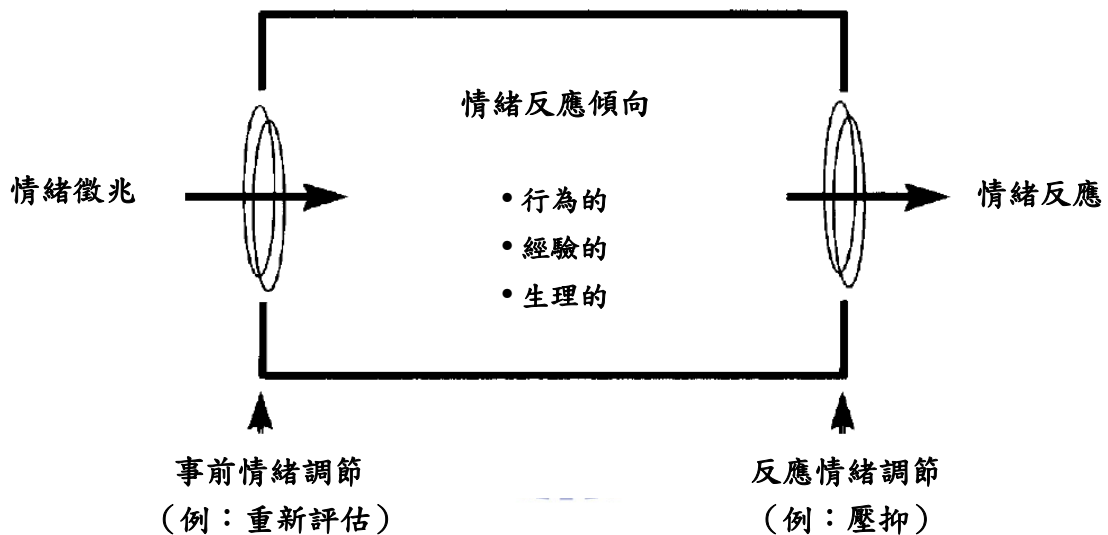 情緒反應傾向
情緒徵兆
•行為的
•經驗的
•生理的
情緒反應
事前情緒調節
（例：重新評估）
反應情緒調節
（例：壓抑）